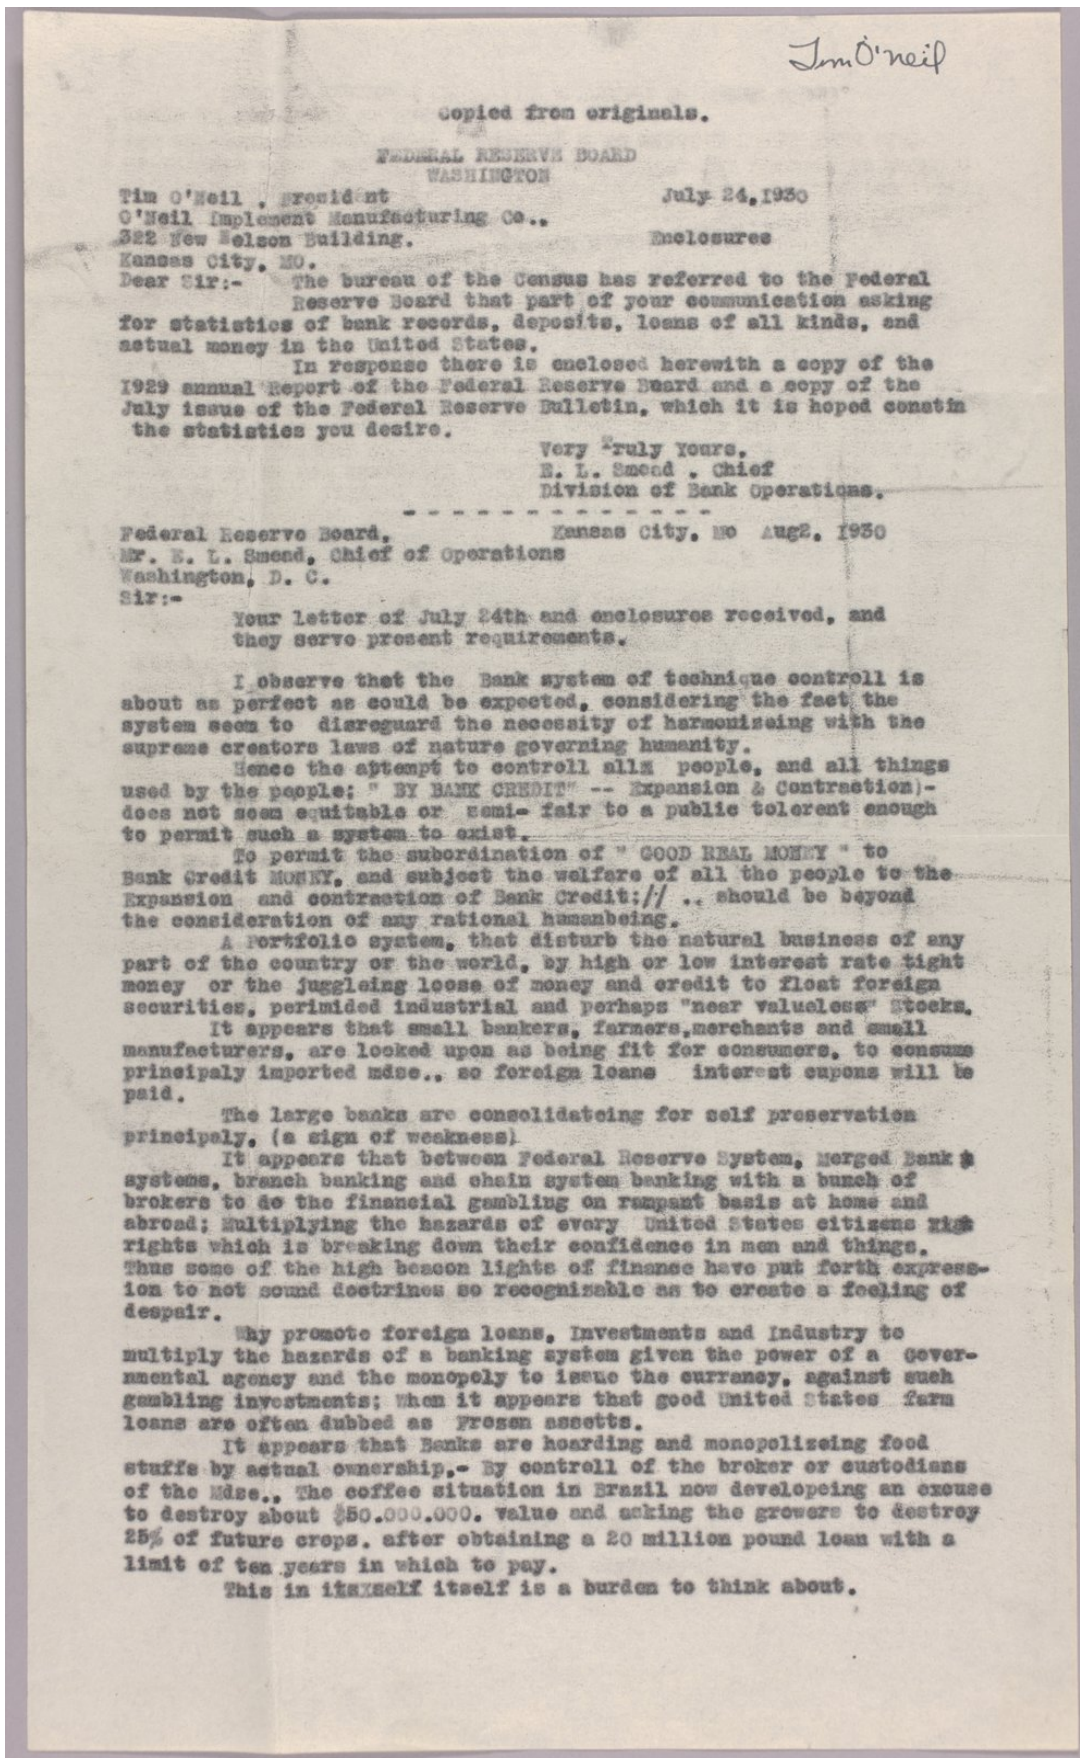 Tim O'neil
Copied from originals.
FEDERAL RESERVE BOARD
WASHINGTON
Tim O'Neil . President July 24,1930
O'Neil Implement Manufacturing Co.,
322 New Nelson Building. Enclosures
Kansas City, MO.
Dear Sir:- The bureau of the Census has referred to the Federal
Reserve Board that part of your communication asking
for statistics of bank records, deposits, loans of all kinds, and
actual money in the United States.
In response there is enclosed herewith a copy of the
1929 annual Report of the Federal Reserve Board and a copy of the
July issue of the Federal Reserve Bulletin, which it is hoped conatin
the statistics you desire.
Very Truly Yours,
E. L. Smead . Chief
Division of Bank Operations.
- - - - - - - - - - - - -
Federal Reserve Board, Kansas City, Mo Aug2, 1930
Mr. E. L. Smead, Chief of Operations
Washington, D. C.
Sir:-
Your letter of July 24th and enclosures received, and
they serve present requirements.
I observe that the Bank system of technique controll is
about as perfect as could be expected, considering the fact the
system seem to disreguard the necessity of harmoniseing with the
supreme creators laws of nature governing humanity.
Hence the attempt to controll all people, and all things
used by the people; " BY BANK CREDIT" -- Expansion & Contraction)-
does not seem equitable or semi- fair to a public tolerent enough
to permit such a system to exist.
To permit the subordination of " GOOD REAL MONEY " to
Bank Credit MONEY, and subject the welfare of all the people to the
Expansion and contraction of Bank Credit:// .. should be beyond
the consideration of any rational humanbeing.
A Portfolio system, that disturb the natural business of any
part of the country or the world, by high or low interest rate tight
money or the juggleing loose of money and credit to float foreign
securities, perimided industrial and perhaps "near valueless" Stocks.
It appears that small bankers, farmers,merchants and small
manufacturers, are looked upon as being fit for consumers, to consume
principaly imported mdse., so foreign loans interest cupons will be
paid.
The large banks are consolidateing for self preservation
principaly, (a sign of weakness)
It appears that between Federal Reserve System, Merged Bank
systems, branch banking and chain system banking with a bunch of
brokers to do the financial gambling on rampant basis at home and
abroad; Multiplying the hazards of every United States citizens
rights which is breaking down their confidence in men and things.
Thus some of the high beacon lights of finance have put forth express-
ion to not sound doctrines so recognizable as to create a feeling of
despair.
Why promote foreign loans, Investments and Industry to
multiply the hazards of a banking system given the power of a Gover-
nmental agency and the monopoly to issue the currency, against such
gambling investments; When it appears that good United States farm
loans are often dubbed as Frozen assetts.
It appears that Banks are hoarding and monopolizeing food
stuffs by actual ownership,- By controll of the broker or custodians
of the Mdse., The coffee situation in Brazil now developeing an excuse
to destroy about $50.000.000. value and asking the growers to destroy
25% of future crops. after obtaining a 20 million pound loan with a
limit of ten years in which to pay.
This in itself is a burden to think about.